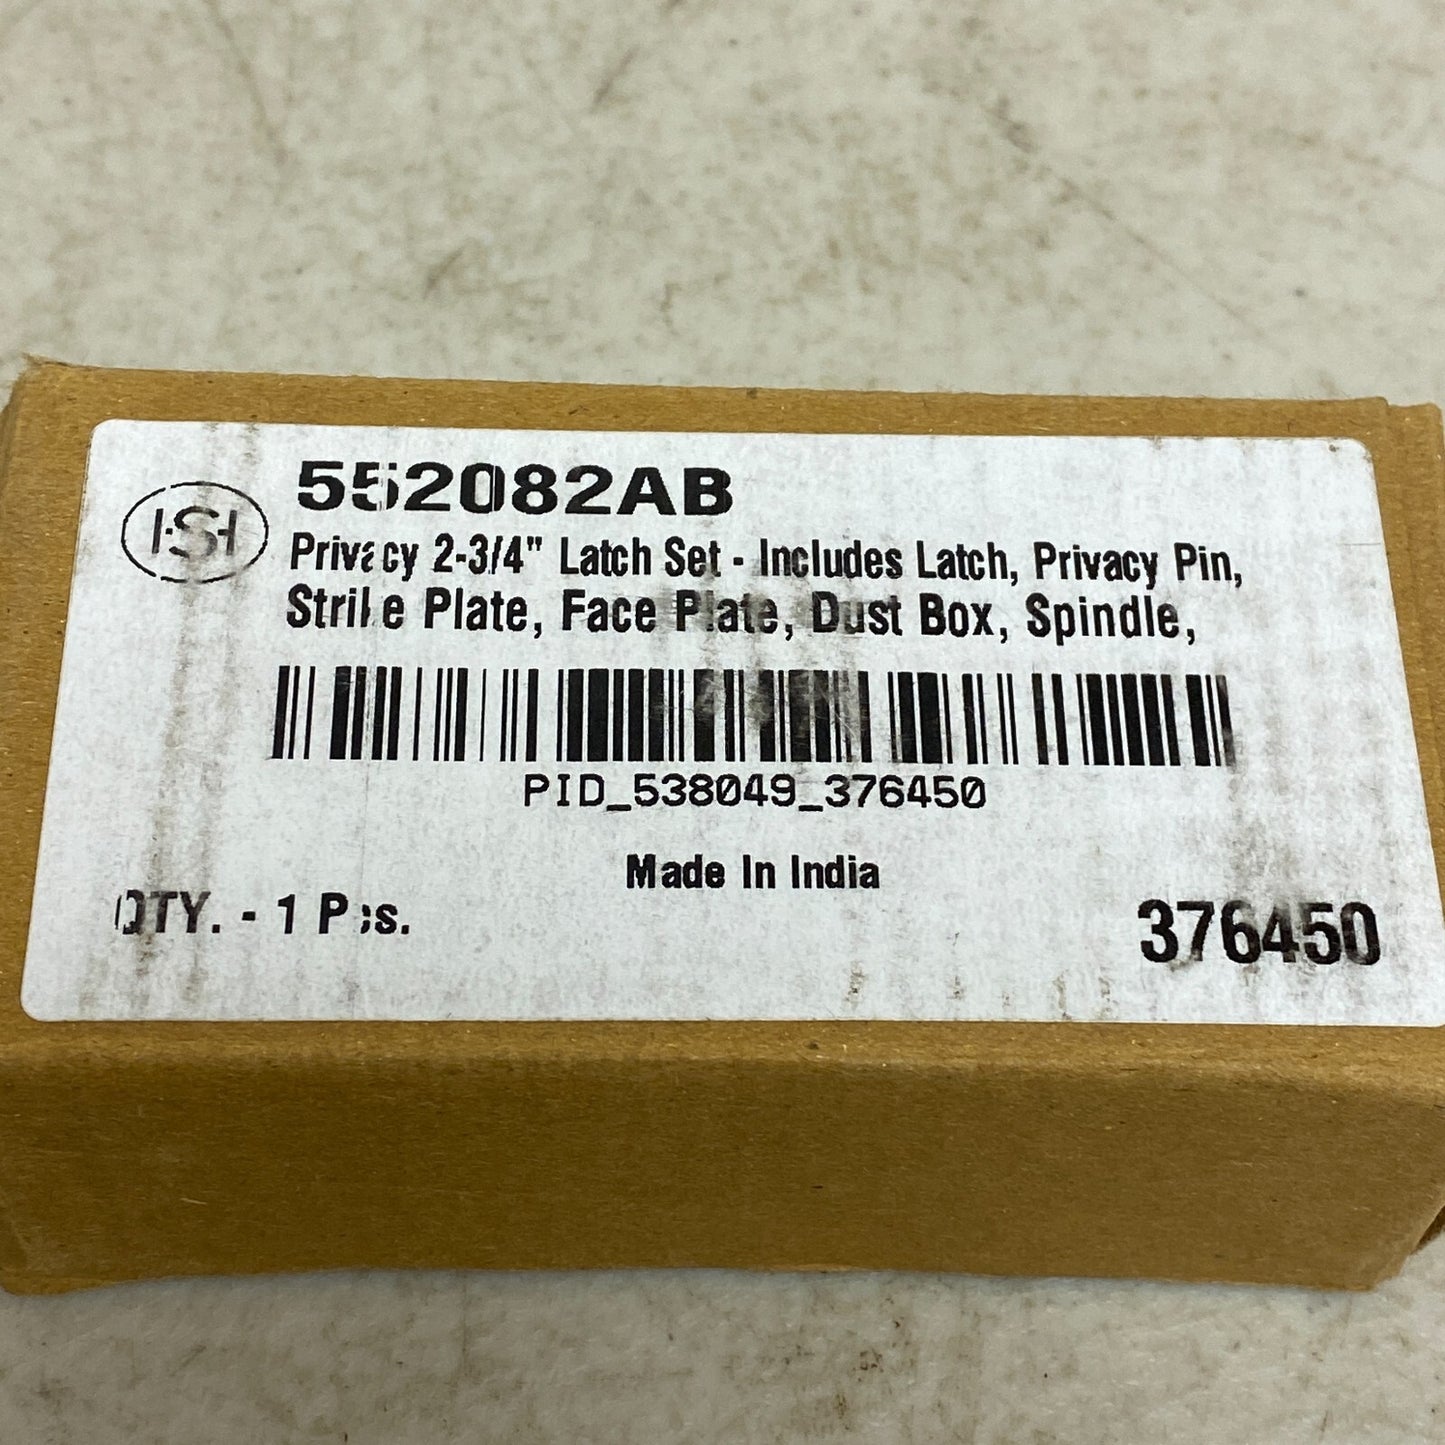 HSH
552082AB
Privacy 2-3/4" Latch Set - Includes Latch, Privacy Pin,
Strike Plate, Face Plate, Dust Box, Spindle,
PID_538049_376450
Made In India
QTY. - 1 Pcs.
376450